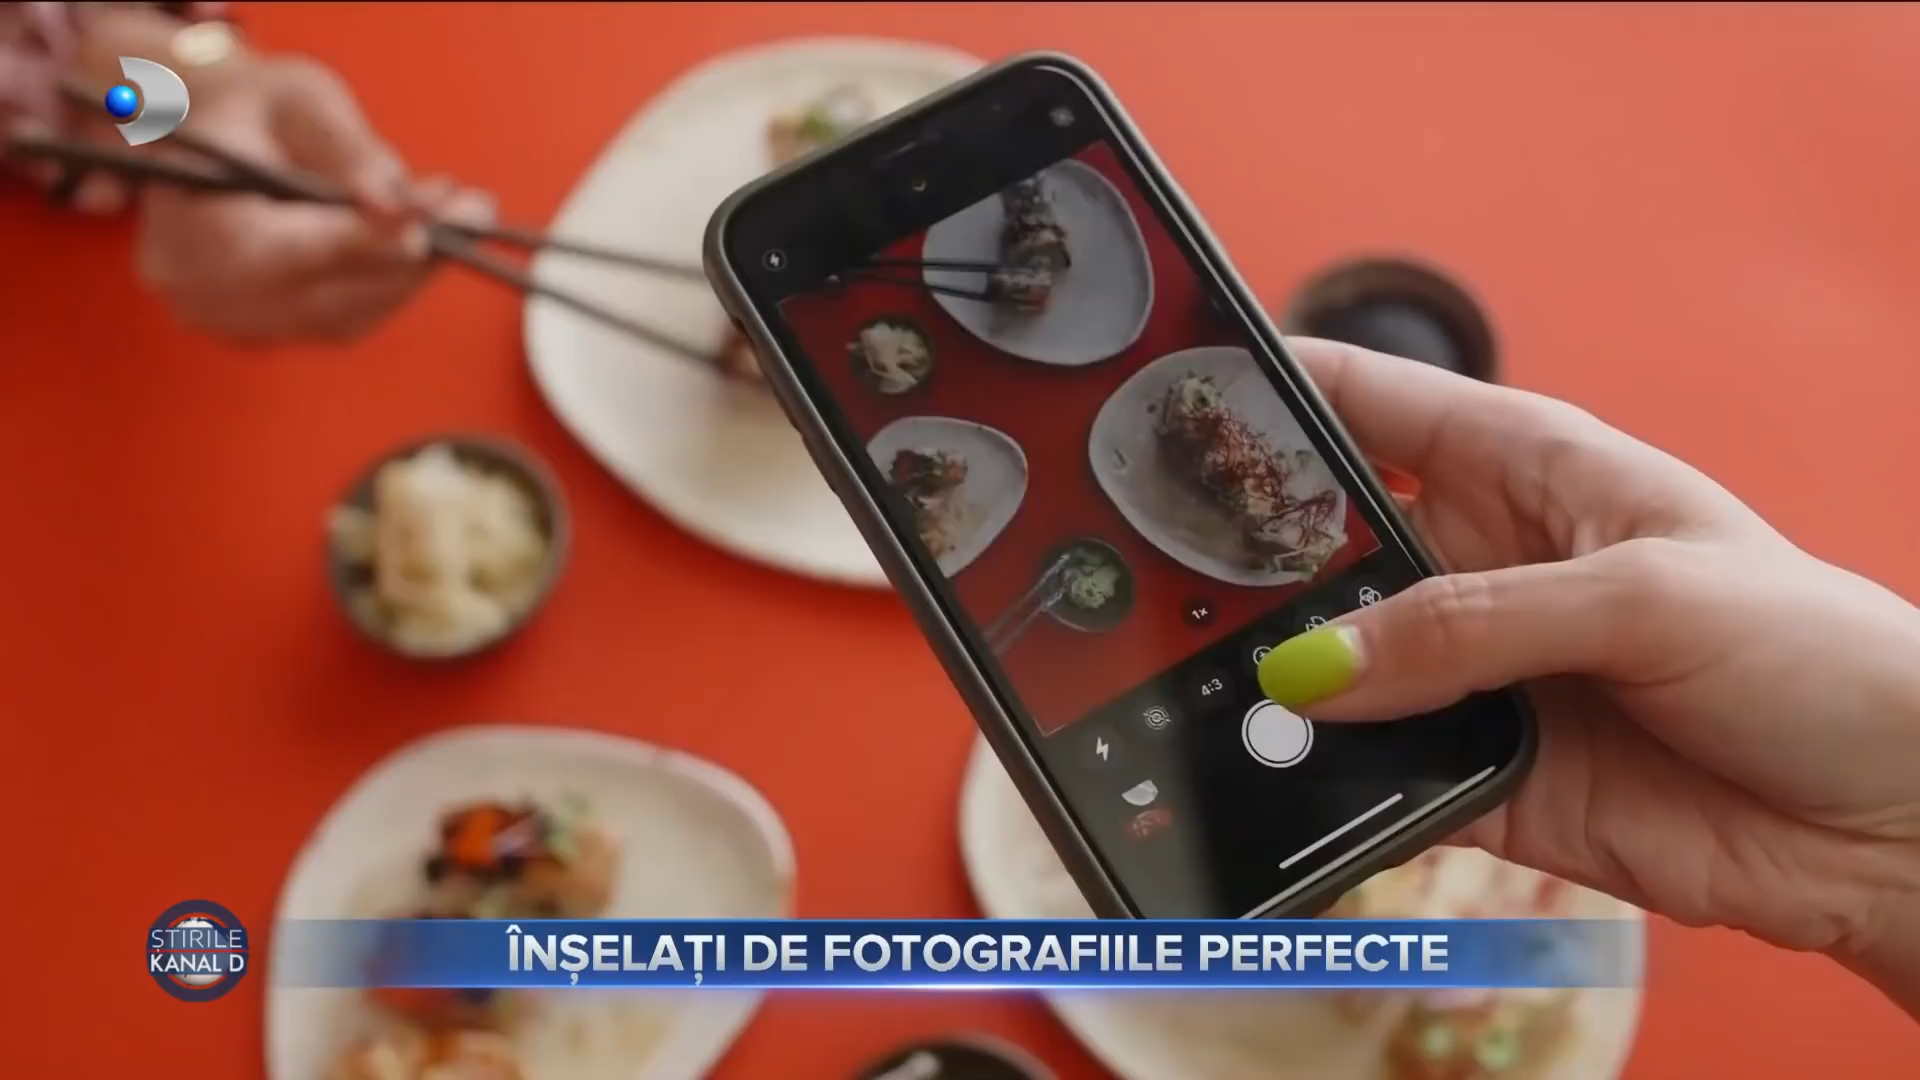 1×
4:3
ȘTIRILE
KANAL D
ÎNȘELAȚI DE FOTOGRAFIILE PERFECTE